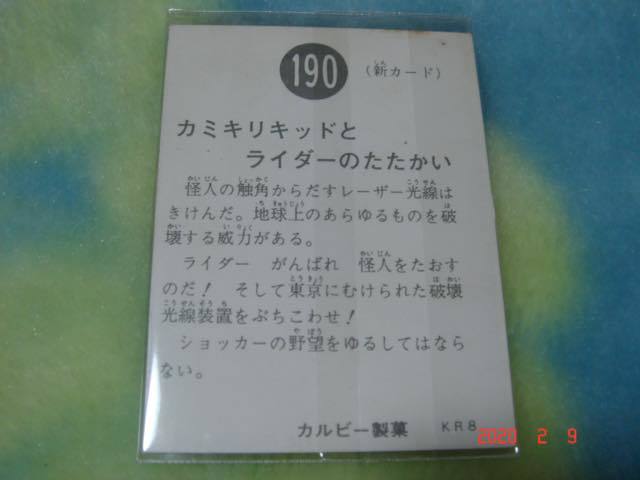 190
(新カード)
カミキリキッドと
ライダーのたたかい
怪人の触角からだすレーザー光線は
きけんだ。地球上のあらゆるものを破
壊する威力がある。
ライダー がんばれ 怪人をたおす
のだ! そして東京にむけられた破壊
光線装置をぶちこわせ!
ショッカーの野望をゆるしてはなら
ない。
カルビー製菓 KR8
2020 2 9